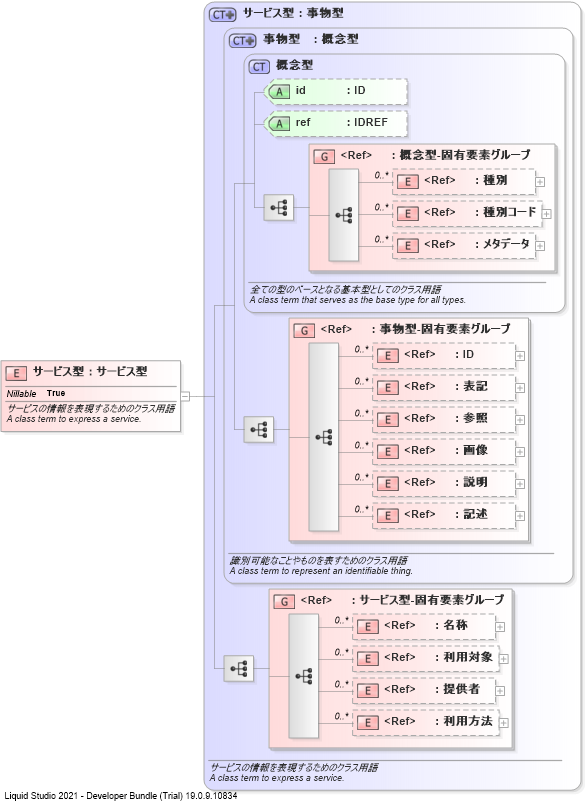 CT サービス型 : 事物型
CT 事物型 : 概念型
CT 概念型
A id : ID
A ref : IDREF
G <Ref> : 概念型-固有要素グループ
0..* E <Ref> : 種別
0..* E <Ref> : 種別コード
0..* E <Ref> : メタデータ
全ての型のベースとなる基本型としてのクラス用語
A class term that serves as the base type for all types.
G <Ref> : 事物型-固有要素グループ
0..* E <Ref> : ID
0..* E <Ref> : 表記
0..* E <Ref> : 参照
0..* E <Ref> : 画像
0..* E <Ref> : 説明
0..* E <Ref> : 記述
識別可能なことやものを表すためのクラス用語
A class term to represent an identifiable thing.
E サービス型 : サービス型
Nillable True
サービスの情報を表現するためのクラス用語
A class term to express a service.
G <Ref> : サービス型-固有要素グループ
0..* E <Ref> : 名称
0..* E <Ref> : 利用対象
0..* E <Ref> : 提供者
0..* E <Ref> : 利用方法
サービスの情報を表現するためのクラス用語
A class term to express a service.
Liquid Studio 2021 - Developer Bundle (Trial) 19.0.9.10834